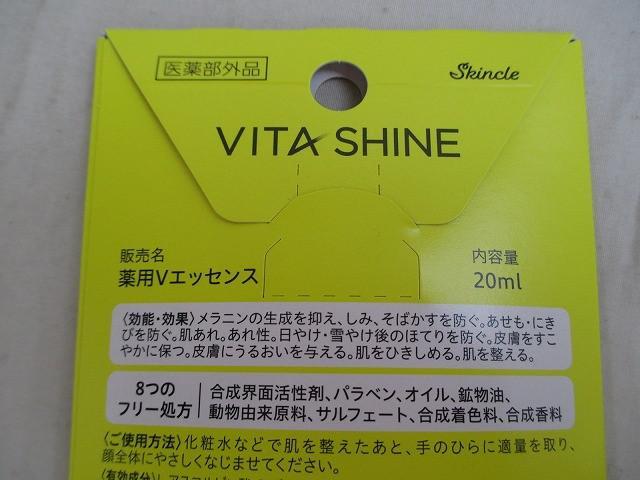 医薬部外品
Skincle
VITA SHINE
販売名
薬用Vエッセンス
内容量
20ml
〈効能・効果〉メラニンの生成を抑え、しみ、そばかすを防ぐ。あせも・にき
びを防ぐ。肌あれ。あれ性。日やけ・雪やけ後のほてりを防ぐ。皮膚をすこ
やかに保つ。皮膚にうるおいを与える。肌をひきしめる。肌を整える。
8つの
フリー処方
合成界面活性剤、パラベン、オイル、鉱物油、
動物由来原料、サルフェート、合成着色料、合成香料
〈ご使用方法〉化粧水などで肌を整えたあと、手のひらに適量を取り、
顔全体にやさしくなじませてください。